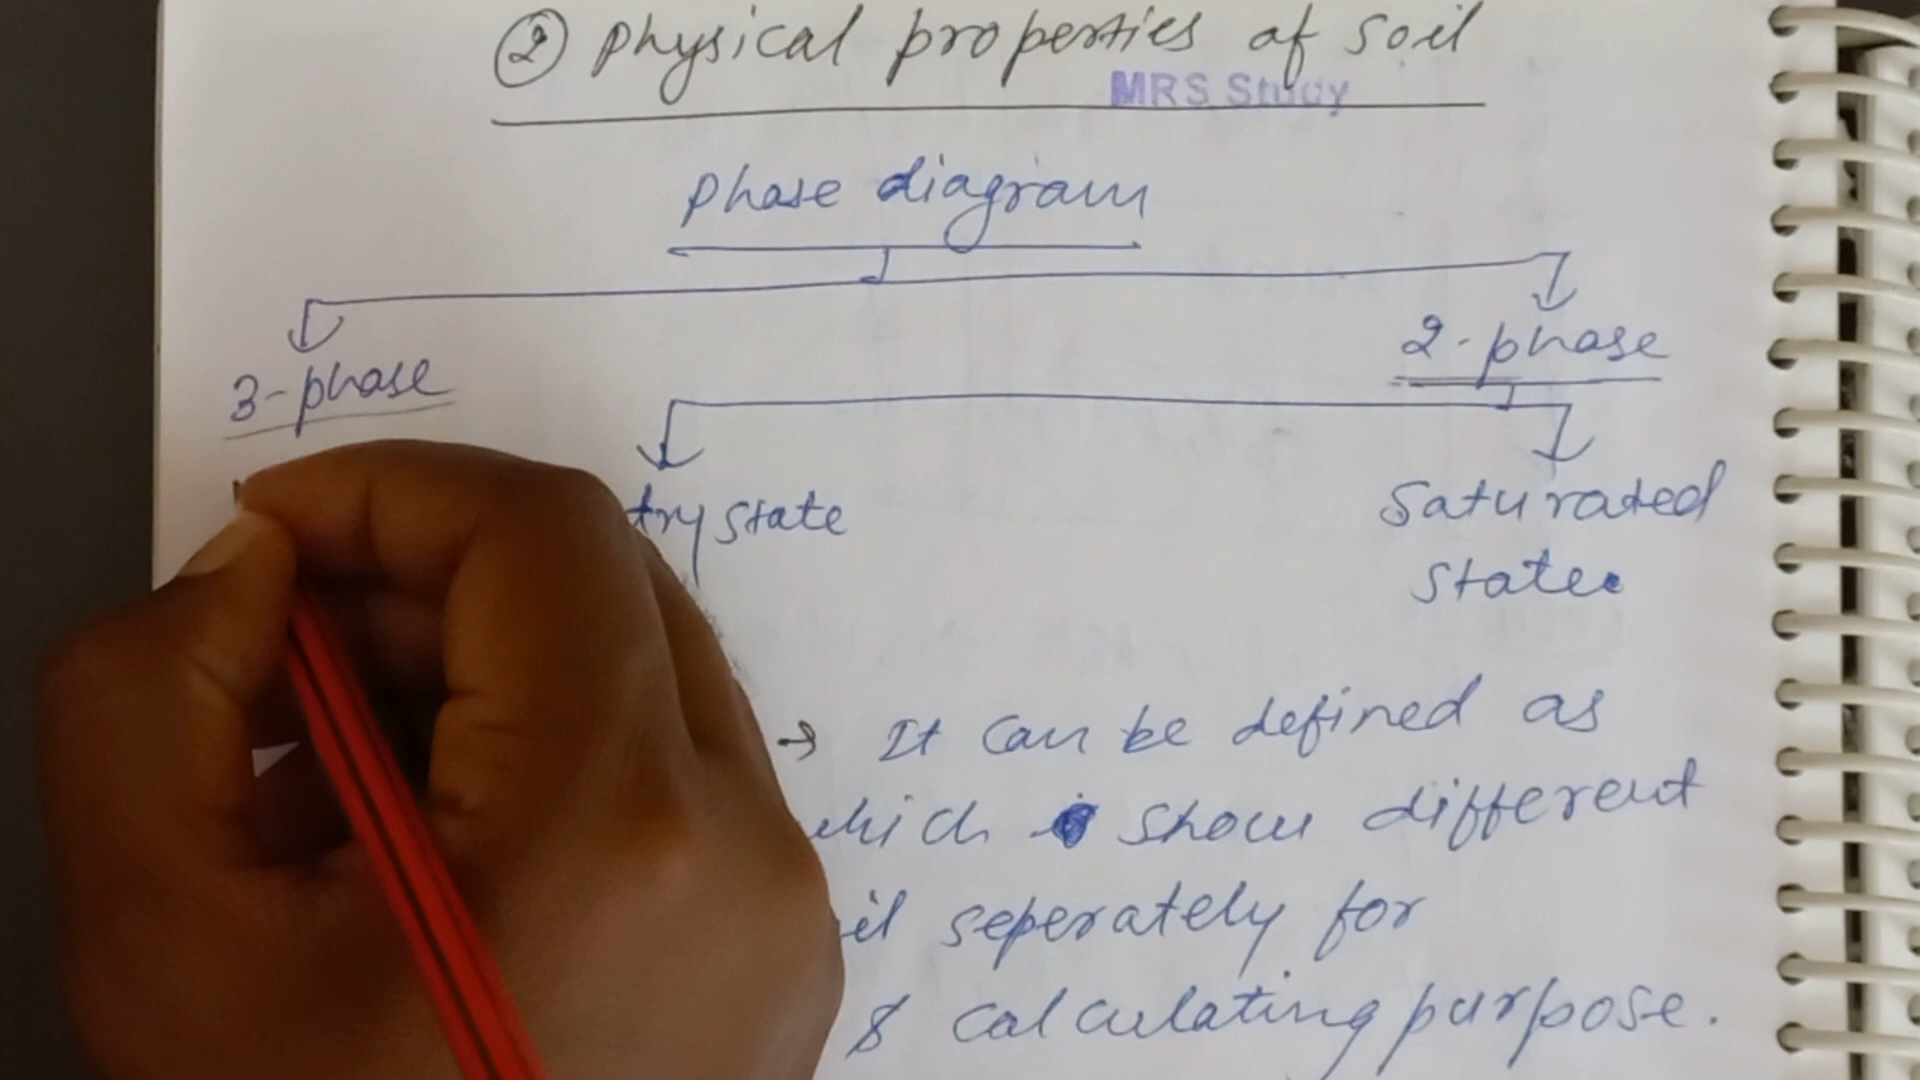 ② physical properties of soil
MRS Study
phase diagram
3-phase
2-phase
state
saturated
state
→ It can be defined as
show different
seperately for
& calculating purpose.